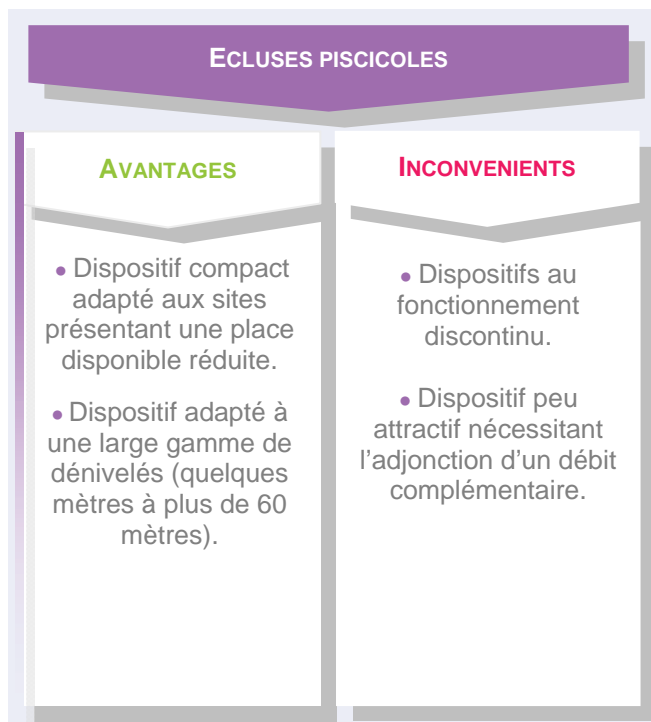 ECLUSES PISCICOLES
AVANTAGES
• Dispositif compact
adapté aux sites
présentant une place
disponible réduite.
• Dispositif adapté à
une large gamme de
dénivelés (quelques
mètres à plus de 60
mètres).
INCONVENIENTS
• Dispositifs au
fonctionnement
discontinu.
• Dispositif peu
attractif nécessitant
l’adjonction d’un débit
complémentaire.